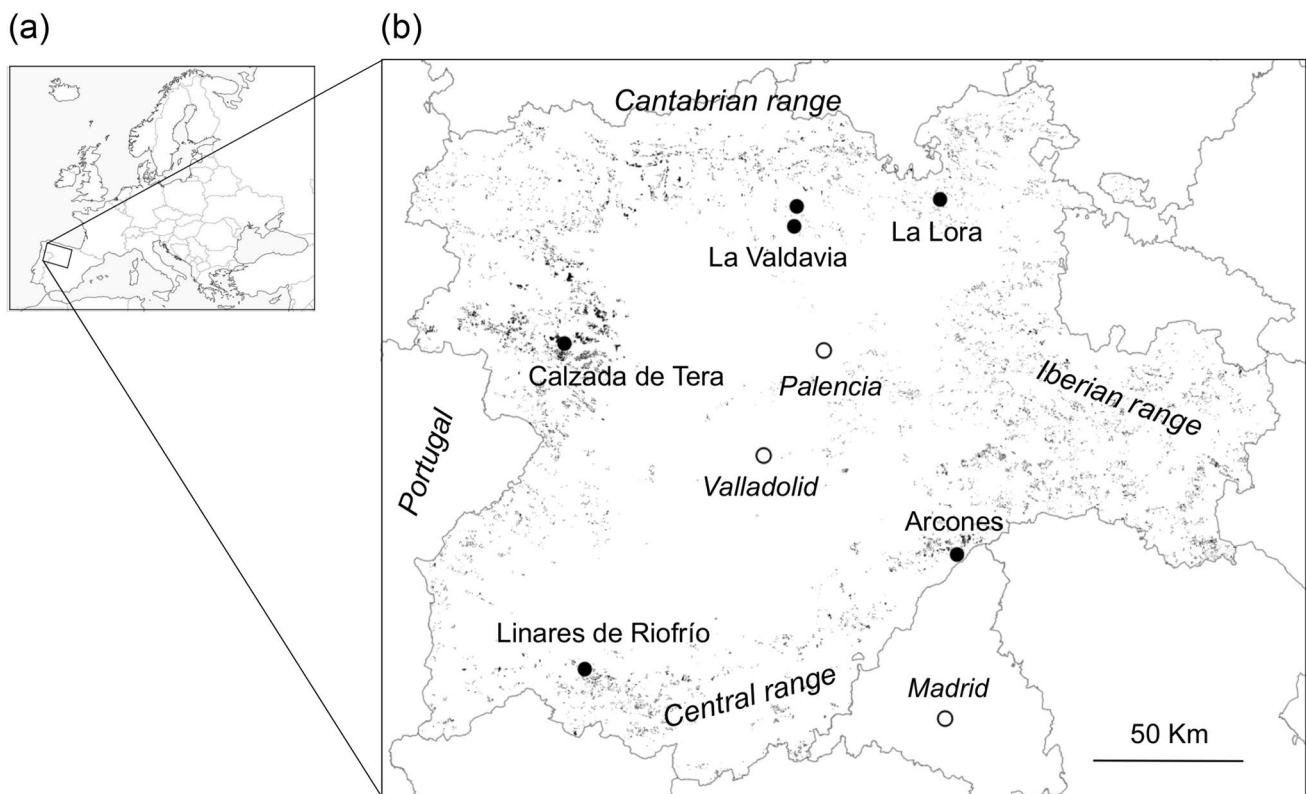 (a)
(b)
Cantabrian range
La Valdavia
La Lora
Calzada de Tera
Palencia
Iberian range
Portugal
Valladolid
Arcones
Linares de Riofrío
Central range
Madrid
50 Km